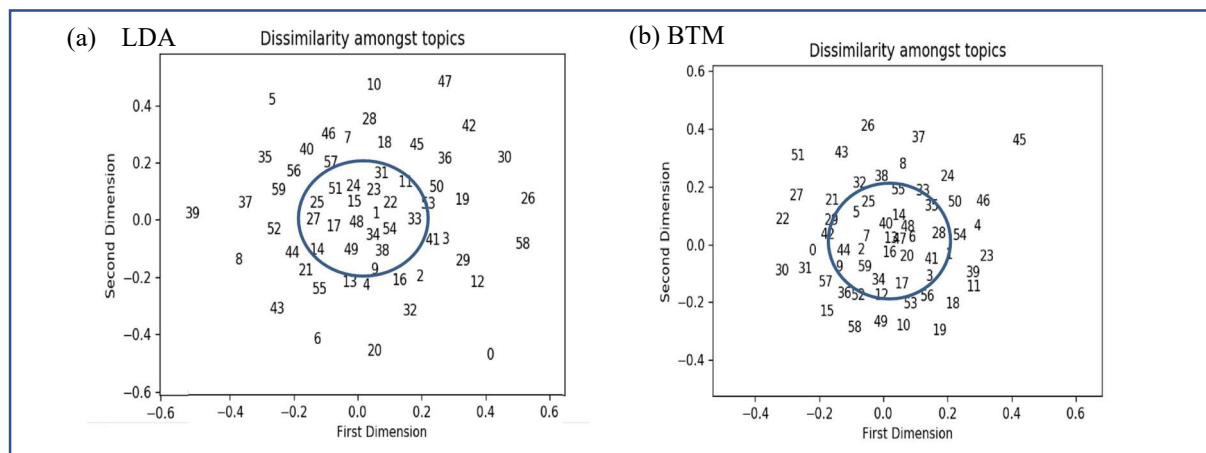 (a) LDA
Dissimilarity amongst topics
Second Dimension
10 47
0.4 5
28 42
46 7 18 45
40
35 57 36 30
0.2 56 31
59 51 24 23 11 50
37 25 15 22 53 19 26
0.0 39 27 48 1 33
52 17 34 54 41 3 58
44 14 49 38
8 21 9 29
−0.2 55 13 4 16 2 12
43 32
−0.4 6 20 0
−0.6
−0.6 −0.4 −0.2 0.0 0.2 0.4 0.6
First Dimension
(b) BTM
Dissimilarity amongst topics
Second Dimension
0.6
0.4 26 37 45
51 43 8
32 38 24
0.2 27 21 25 55 33 50 46
22 29 5 14 35
42 7 40 48 28 54 4
0.0 0 44 2 13 47 6 1 23
16 20 41
30 31 9 59 3 39
57 34 17 11
36 52 12 56
−0.2 15 53 18
58 49 10 19
−0.4
−0.4 −0.2 0.0 0.2 0.4 0.6
First Dimension